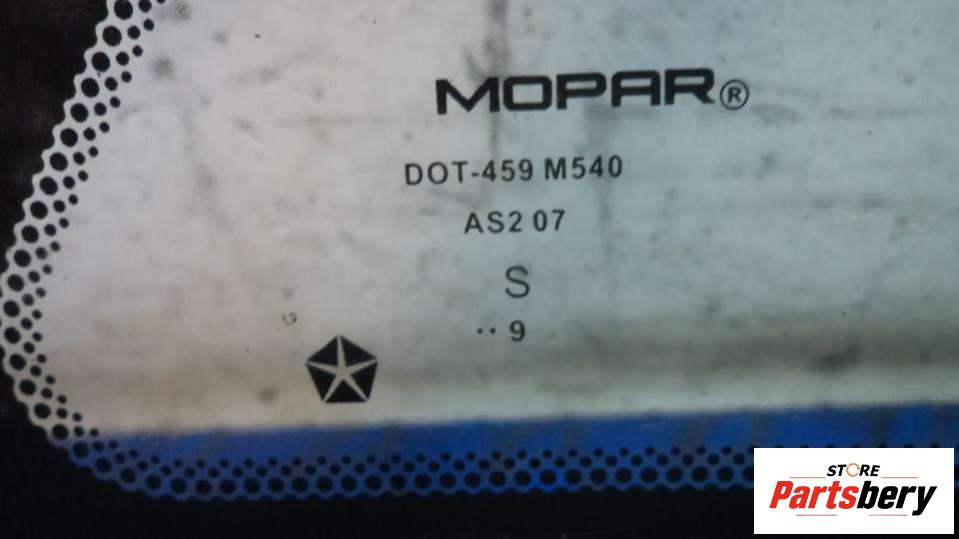 MOPAR®
DOT-459 M540
AS2 07
S
·· 9
STORE
Partsbery